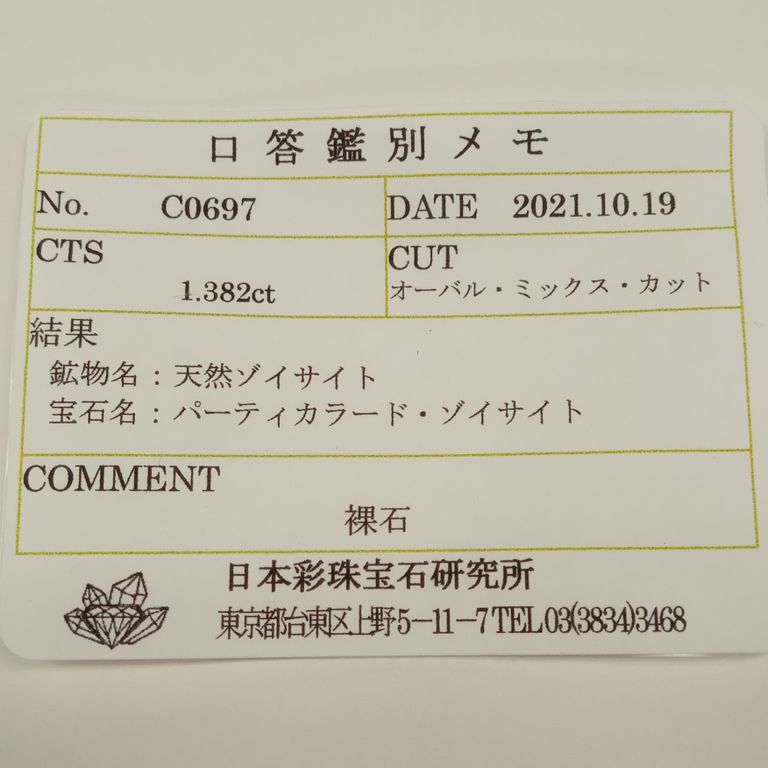 口答鑑別メモ
No. C0697 DATE 2021.10.19
CTS CUT
1.382ct オーバル・ミックス・カット
結果
鉱物名：天然ゾイサイト
宝石名：パーティカラード・ゾイサイト
COMMENT
裸石
日本彩珠宝石研究所
東京都台東区上野5-11-7 TEL03(3834)3468